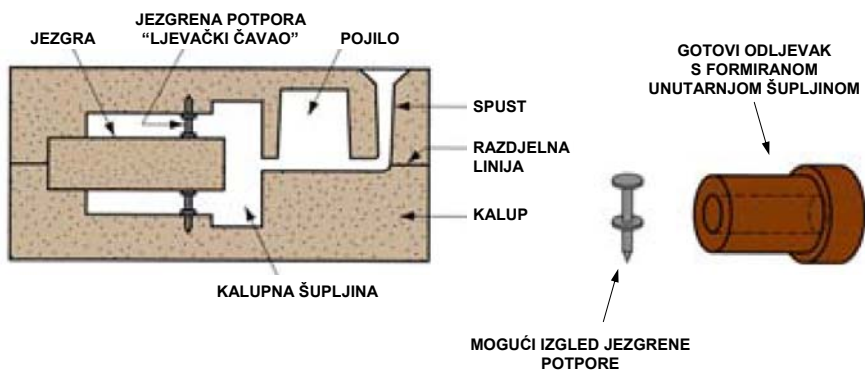 JEZGRENA POTPORA
“LJEVAČKI ČAVAO”
JEZGRA
POJILO
SPUST
RAZDJELNA
LINIJA
KALUP
KALUPNA ŠUPLJINA
GOTOVI ODLJEVAK
S FORMIRANOM
UNUTARNJOM ŠUPLJINOM
MOGUĆI IZGLED JEZGRENE
POTPORE